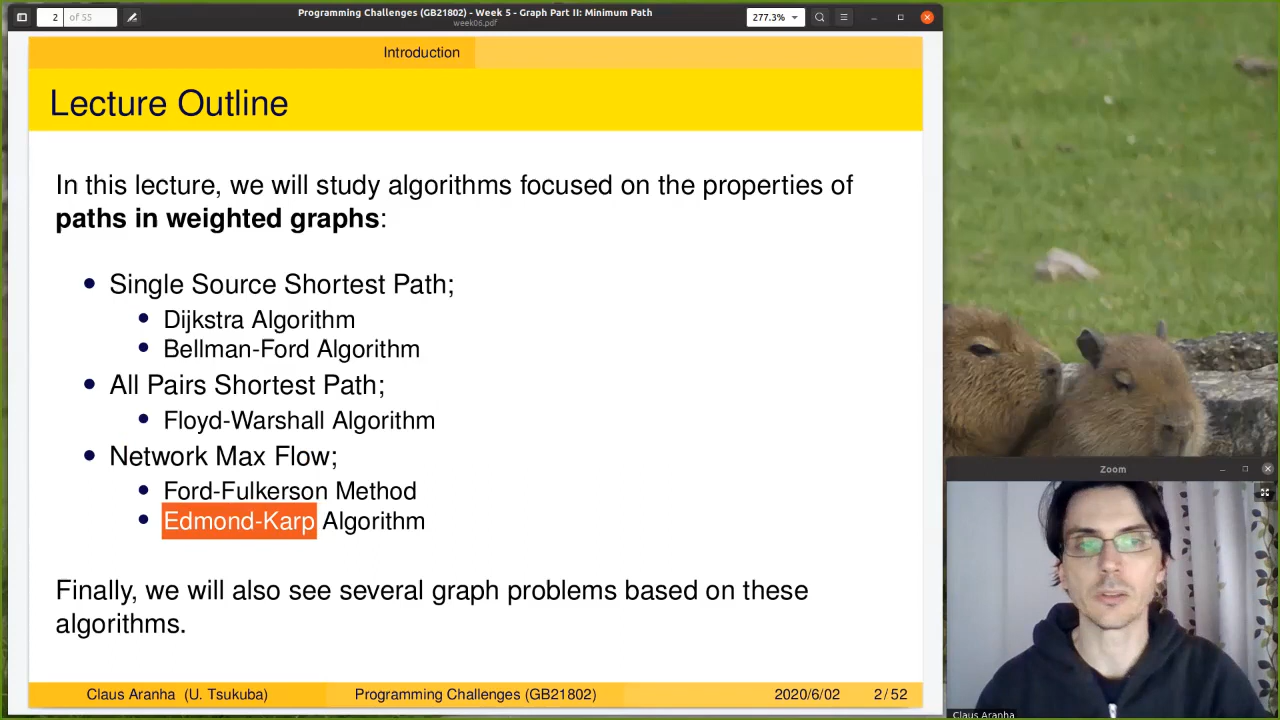 2 of 55
Programming Challenges (GB21802) - Week 5 - Graph Part II: Minimum Path
week06.pdf
277.3%
Introduction
Lecture Outline
In this lecture, we will study algorithms focused on the properties of
paths in weighted graphs:
• Single Source Shortest Path;
• Dijkstra Algorithm
• Bellman-Ford Algorithm
• All Pairs Shortest Path;
• Floyd-Warshall Algorithm
• Network Max Flow;
• Ford-Fulkerson Method
• Edmond-Karp Algorithm
Finally, we will also see several graph problems based on these
algorithms.
Claus Aranha (U. Tsukuba) Programming Challenges (GB21802) 2020/6/02 2/52
Zoom
Claus Aranha